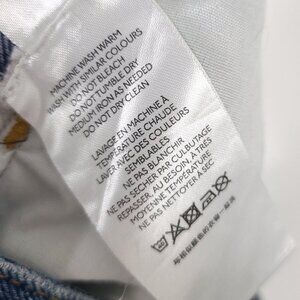 MACHINE WASH WARM
WASH WITH SIMILAR COLOURS
DO NOT BLEACH
DO NOT TUMBLE DRY
MEDIUM IRON AS NEEDED
DO NOT DRY CLEAN
LAVAGE EN MACHINE À
TEMPÉRATURE CHAUDE
LAVER AVEC DES COULEURS
SEMBLABLES
NE PAS BLANCHIR
NE PAS SÉCHER PAR CULBUTAGE
REPASSER, AU BESOIN, À
MOYENNE TEMPÉRATURE
NE PAS NETTOYER À SEC